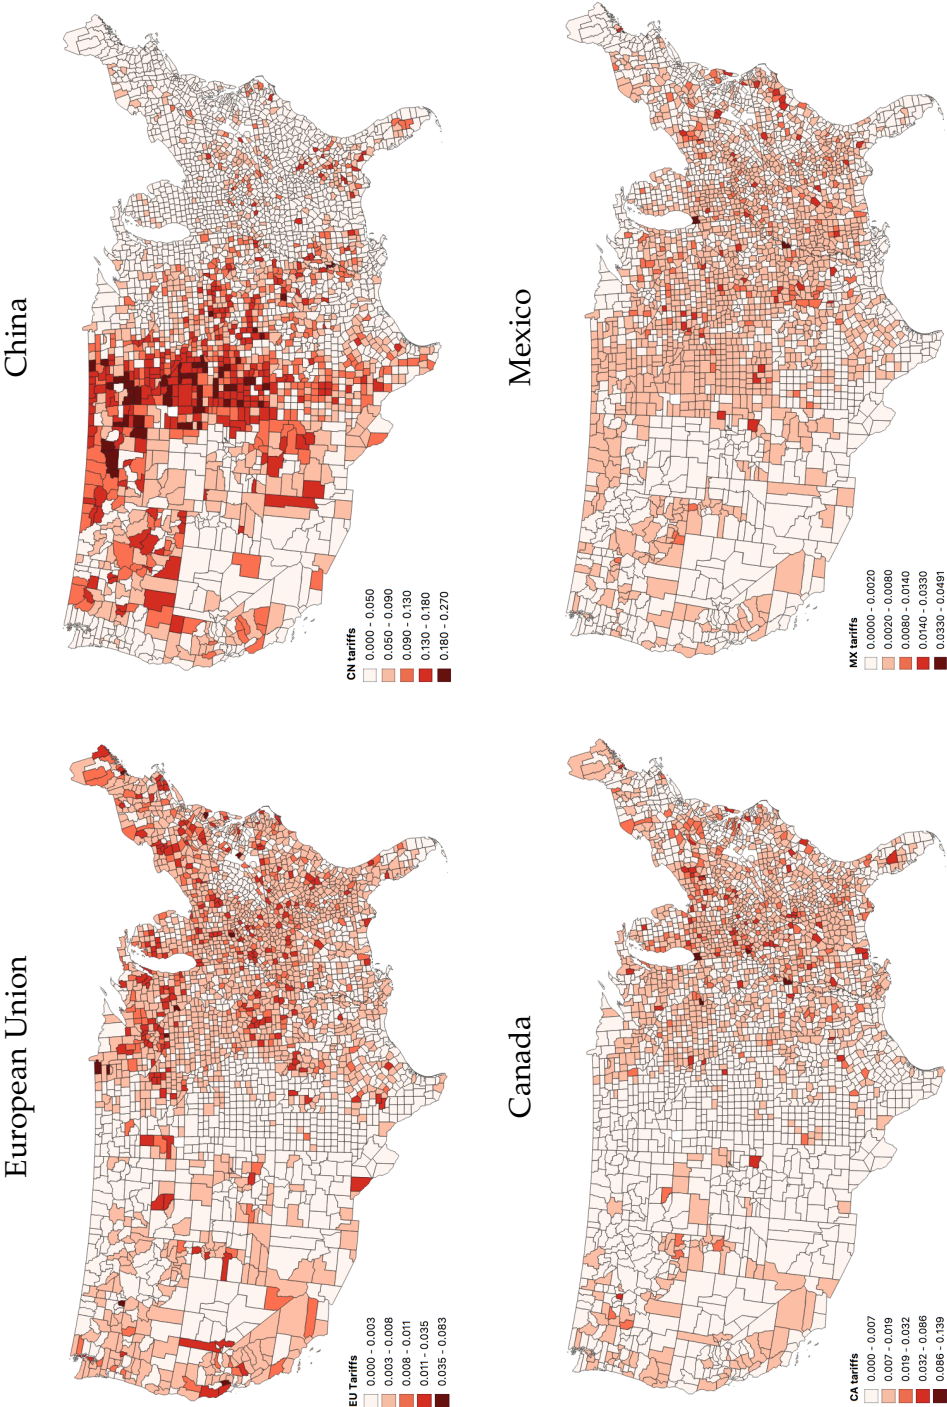 European Union
EU Tariffs
0.000 - 0.003
0.003 - 0.008
0.008 - 0.011
0.011 - 0.035
0.035 - 0.083
China
CN tariffs
0.000 - 0.050
0.050 - 0.090
0.090 - 0.130
0.130 - 0.180
0.180 - 0.270
Canada
CA tariffs
0.000 - 0.007
0.007 - 0.019
0.019 - 0.032
0.032 - 0.086
0.086 - 0.139
Mexico
MX tariffs
0.0000 - 0.0020
0.0020 - 0.0080
0.0080 - 0.0140
0.0140 - 0.0330
0.0330 - 0.0491